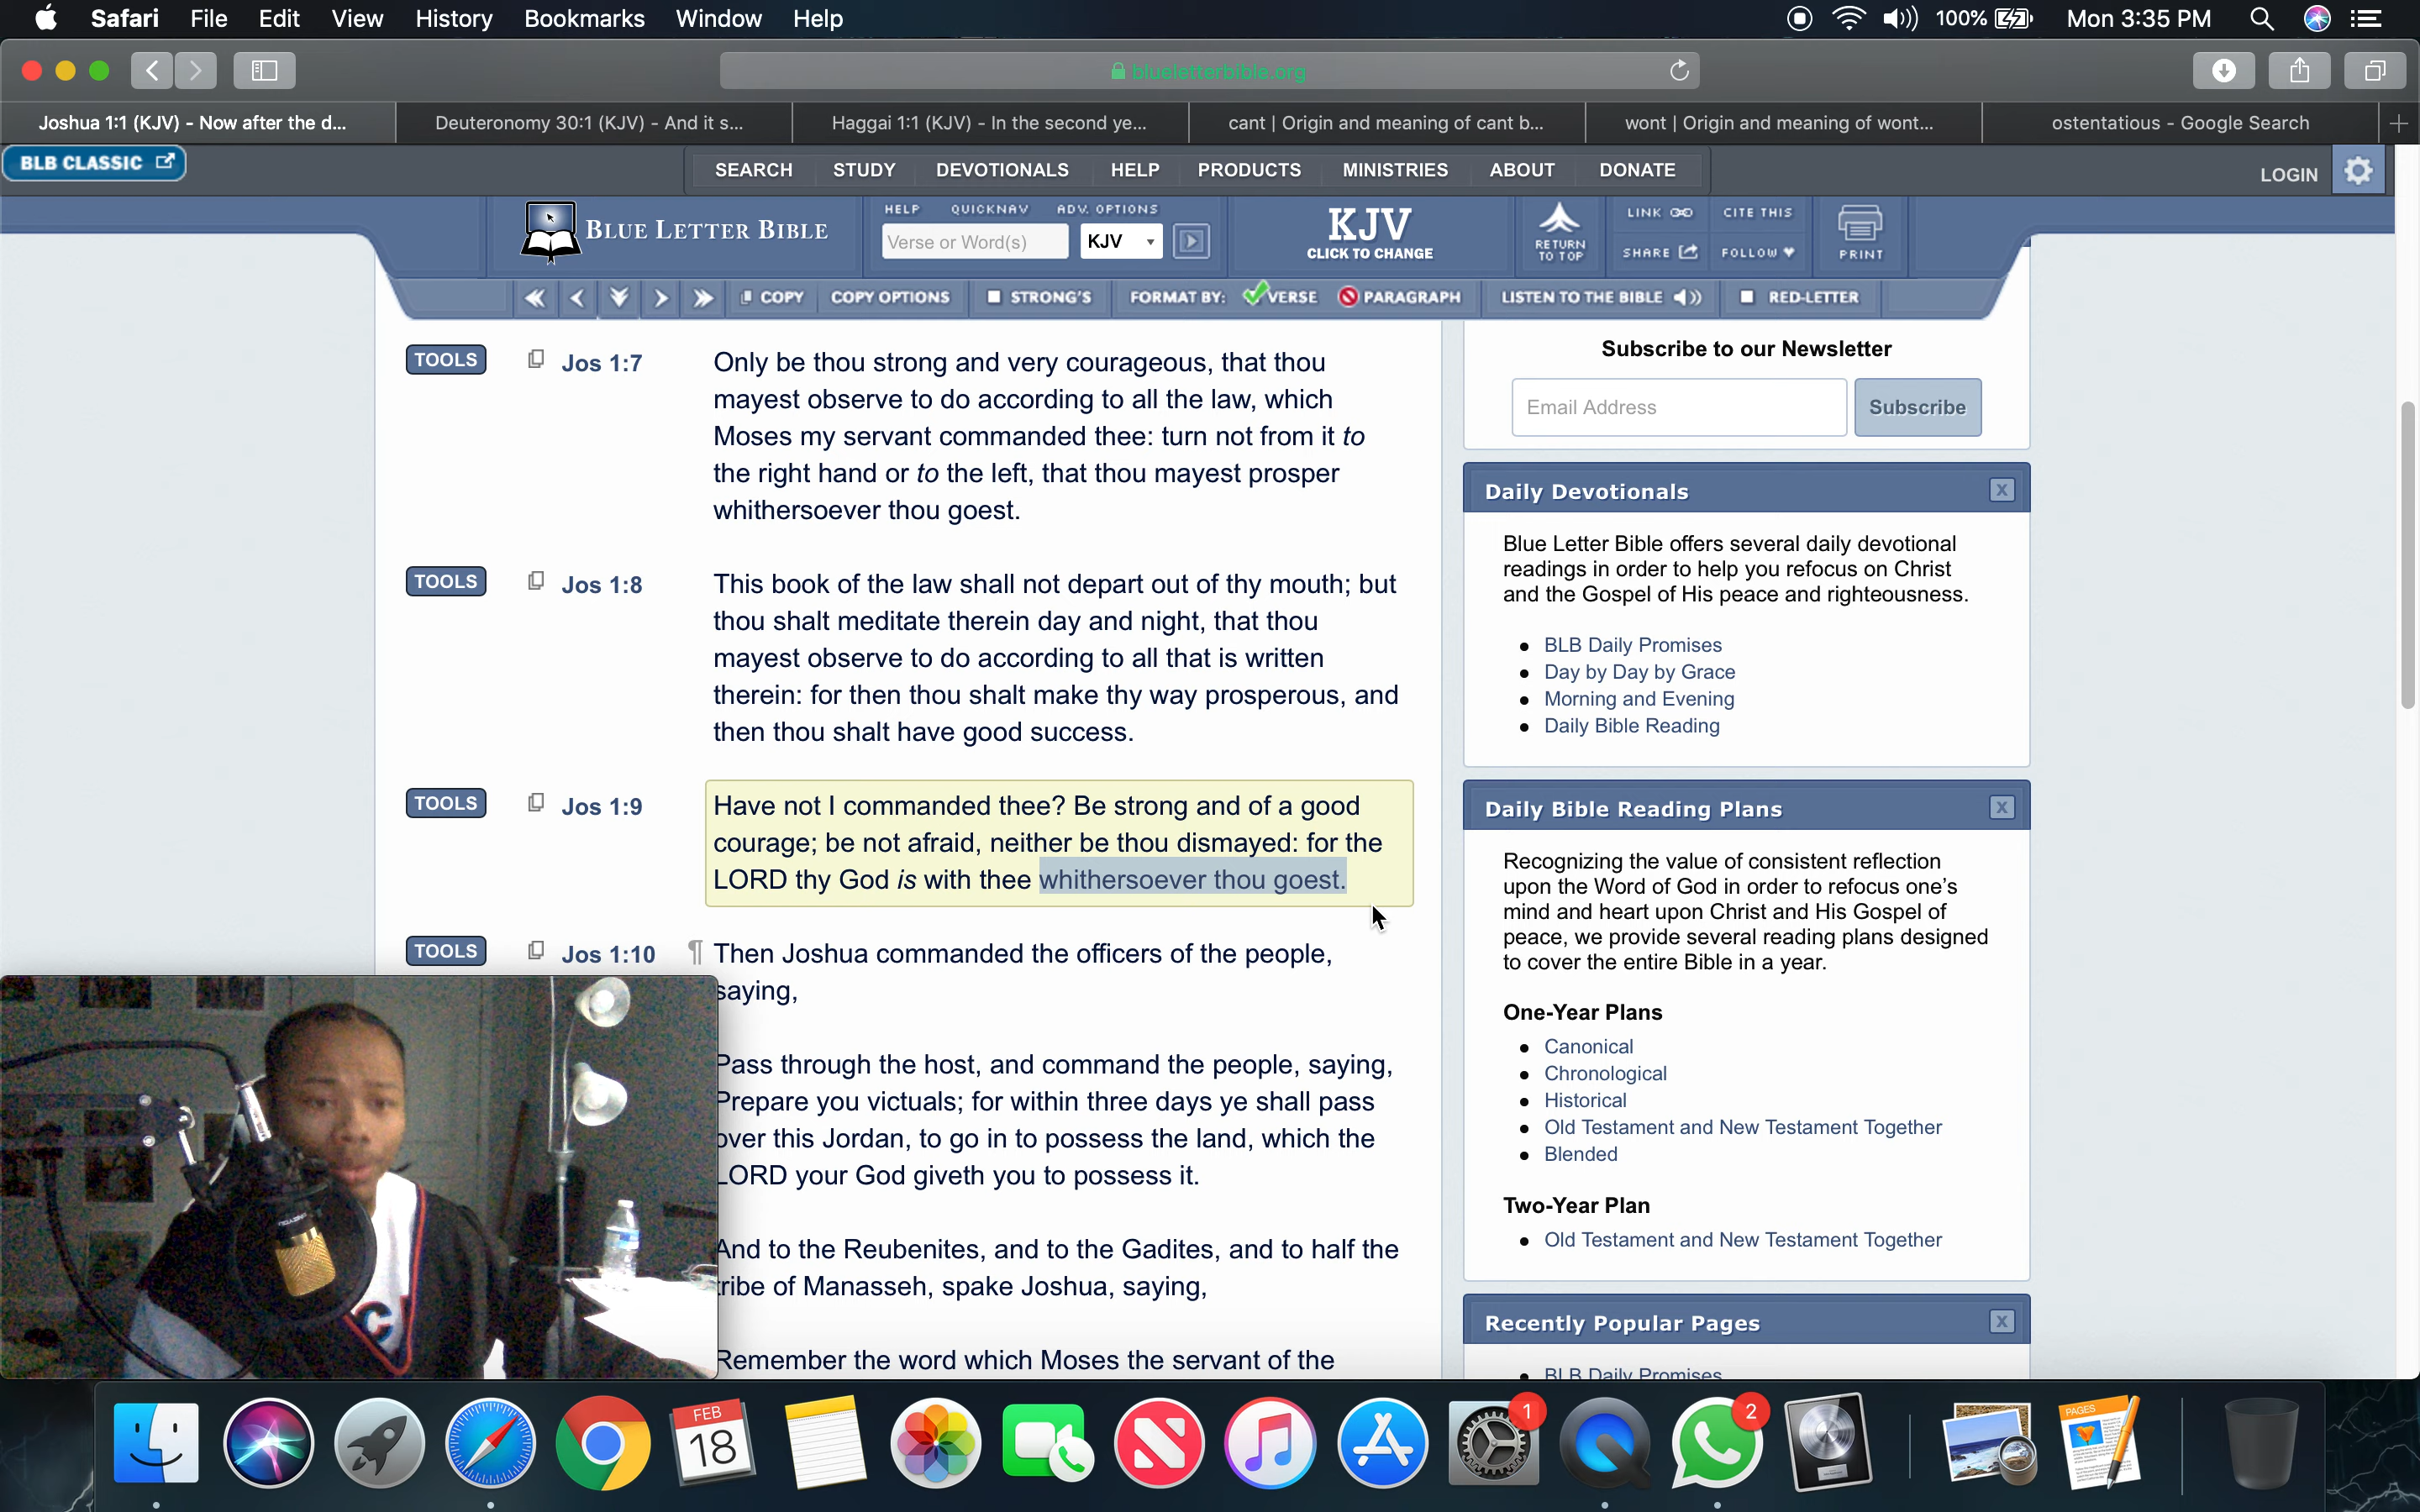 Safari File Edit View History Bookmarks Window Help 100% Mon 3:35 PM
blueletterbible.org
Joshua 1:1 (KJV) - Now after the d... Deuteronomy 30:1 (KJV) - And it s... Haggai 1:1 (KJV) - In the second ye... cant | Origin and meaning of cant b... wont | Origin and meaning of wont... ostentatious - Google Search
BLB CLASSIC SEARCH STUDY DEVOTIONALS HELP PRODUCTS MINISTRIES ABOUT DONATE LOGIN
BLUE LETTER BIBLE
HELP QUICKNAV ADV. OPTIONS
Verse or Word(s) KJV
KJV
CLICK TO CHANGE
RETURN
TO TOP
LINK CITE THIS
SHARE FOLLOW
PRINT
COPY COPY OPTIONS STRONG'S FORMAT BY: VERSE PARAGRAPH LISTEN TO THE BIBLE RED-LETTER
TOOLS Jos 1:7 Only be thou strong and very courageous, that thou
mayest observe to do according to all the law, which
Moses my servant commanded thee: turn not from it to
the right hand or to the left, that thou mayest prosper
whithersoever thou goest.
TOOLS Jos 1:8 This book of the law shall not depart out of thy mouth; but
thou shalt meditate therein day and night, that thou
mayest observe to do according to all that is written
therein: for then thou shalt make thy way prosperous, and
then thou shalt have good success.
TOOLS Jos 1:9 Have not I commanded thee? Be strong and of a good
courage; be not afraid, neither be thou dismayed: for the
LORD thy God is with thee whithersoever thou goest.
TOOLS Jos 1:10 ¶ Then Joshua commanded the officers of the people,
saying,
Pass through the host, and command the people, saying,
Prepare you victuals; for within three days ye shall pass
over this Jordan, to go in to possess the land, which the
LORD your God giveth you to possess it.
And to the Reubenites, and to the Gadites, and to half the
tribe of Manasseh, spake Joshua, saying,
Remember the word which Moses the servant of the
Subscribe to our Newsletter
Email Address Subscribe
Daily Devotionals X
Blue Letter Bible offers several daily devotional
readings in order to help you refocus on Christ
and the Gospel of His peace and righteousness.
BLB Daily Promises
Day by Day by Grace
Morning and Evening
Daily Bible Reading
Daily Bible Reading Plans X
Recognizing the value of consistent reflection
upon the Word of God in order to refocus one's
mind and heart upon Christ and His Gospel of
peace, we provide several reading plans designed
to cover the entire Bible in a year.
One-Year Plans
Canonical
Chronological
Historical
Old Testament and New Testament Together
Blended
Two-Year Plan
Old Testament and New Testament Together
Recently Popular Pages X
BLB Daily Promises
C
FEB
18
1
2
PAGES